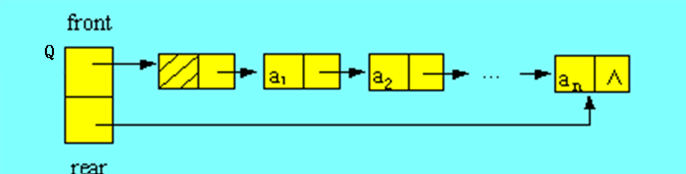 front
Q
a1 a2 ... an ∧
rear